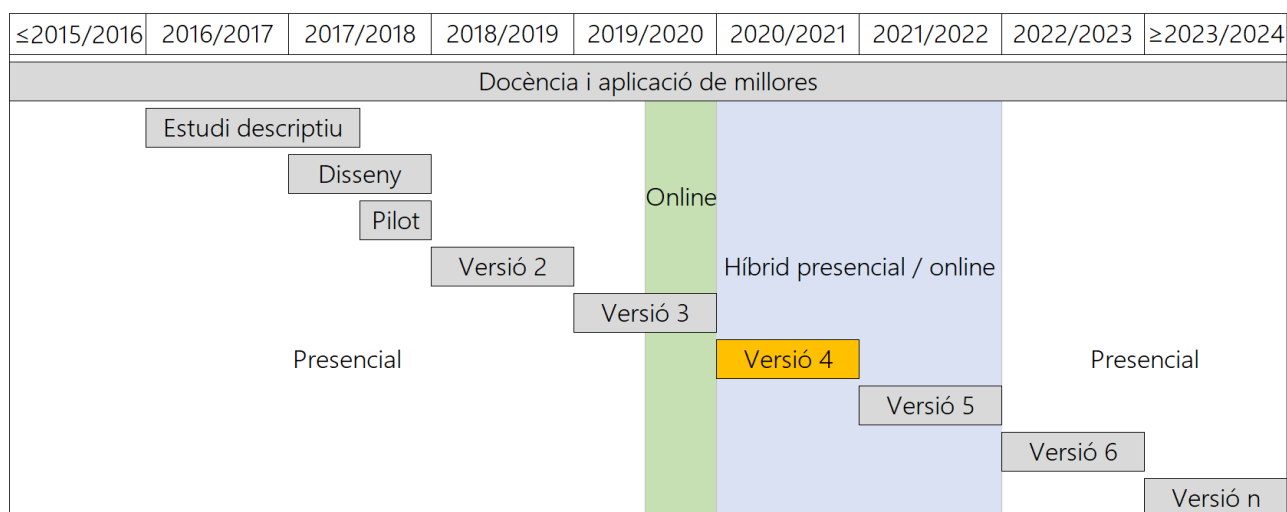 ≤2015/2016 2016/2017 2017/2018 2018/2019 2019/2020 2020/2021 2021/2022 2022/2023 ≥2023/2024
Docència i aplicació de millores
Estudi descriptiu
Disseny
Online
Pilot
Versió 2
Híbrid presencial / online
Versió 3
Presencial
Versió 4
Presencial
Versió 5
Versió 6
Versió n